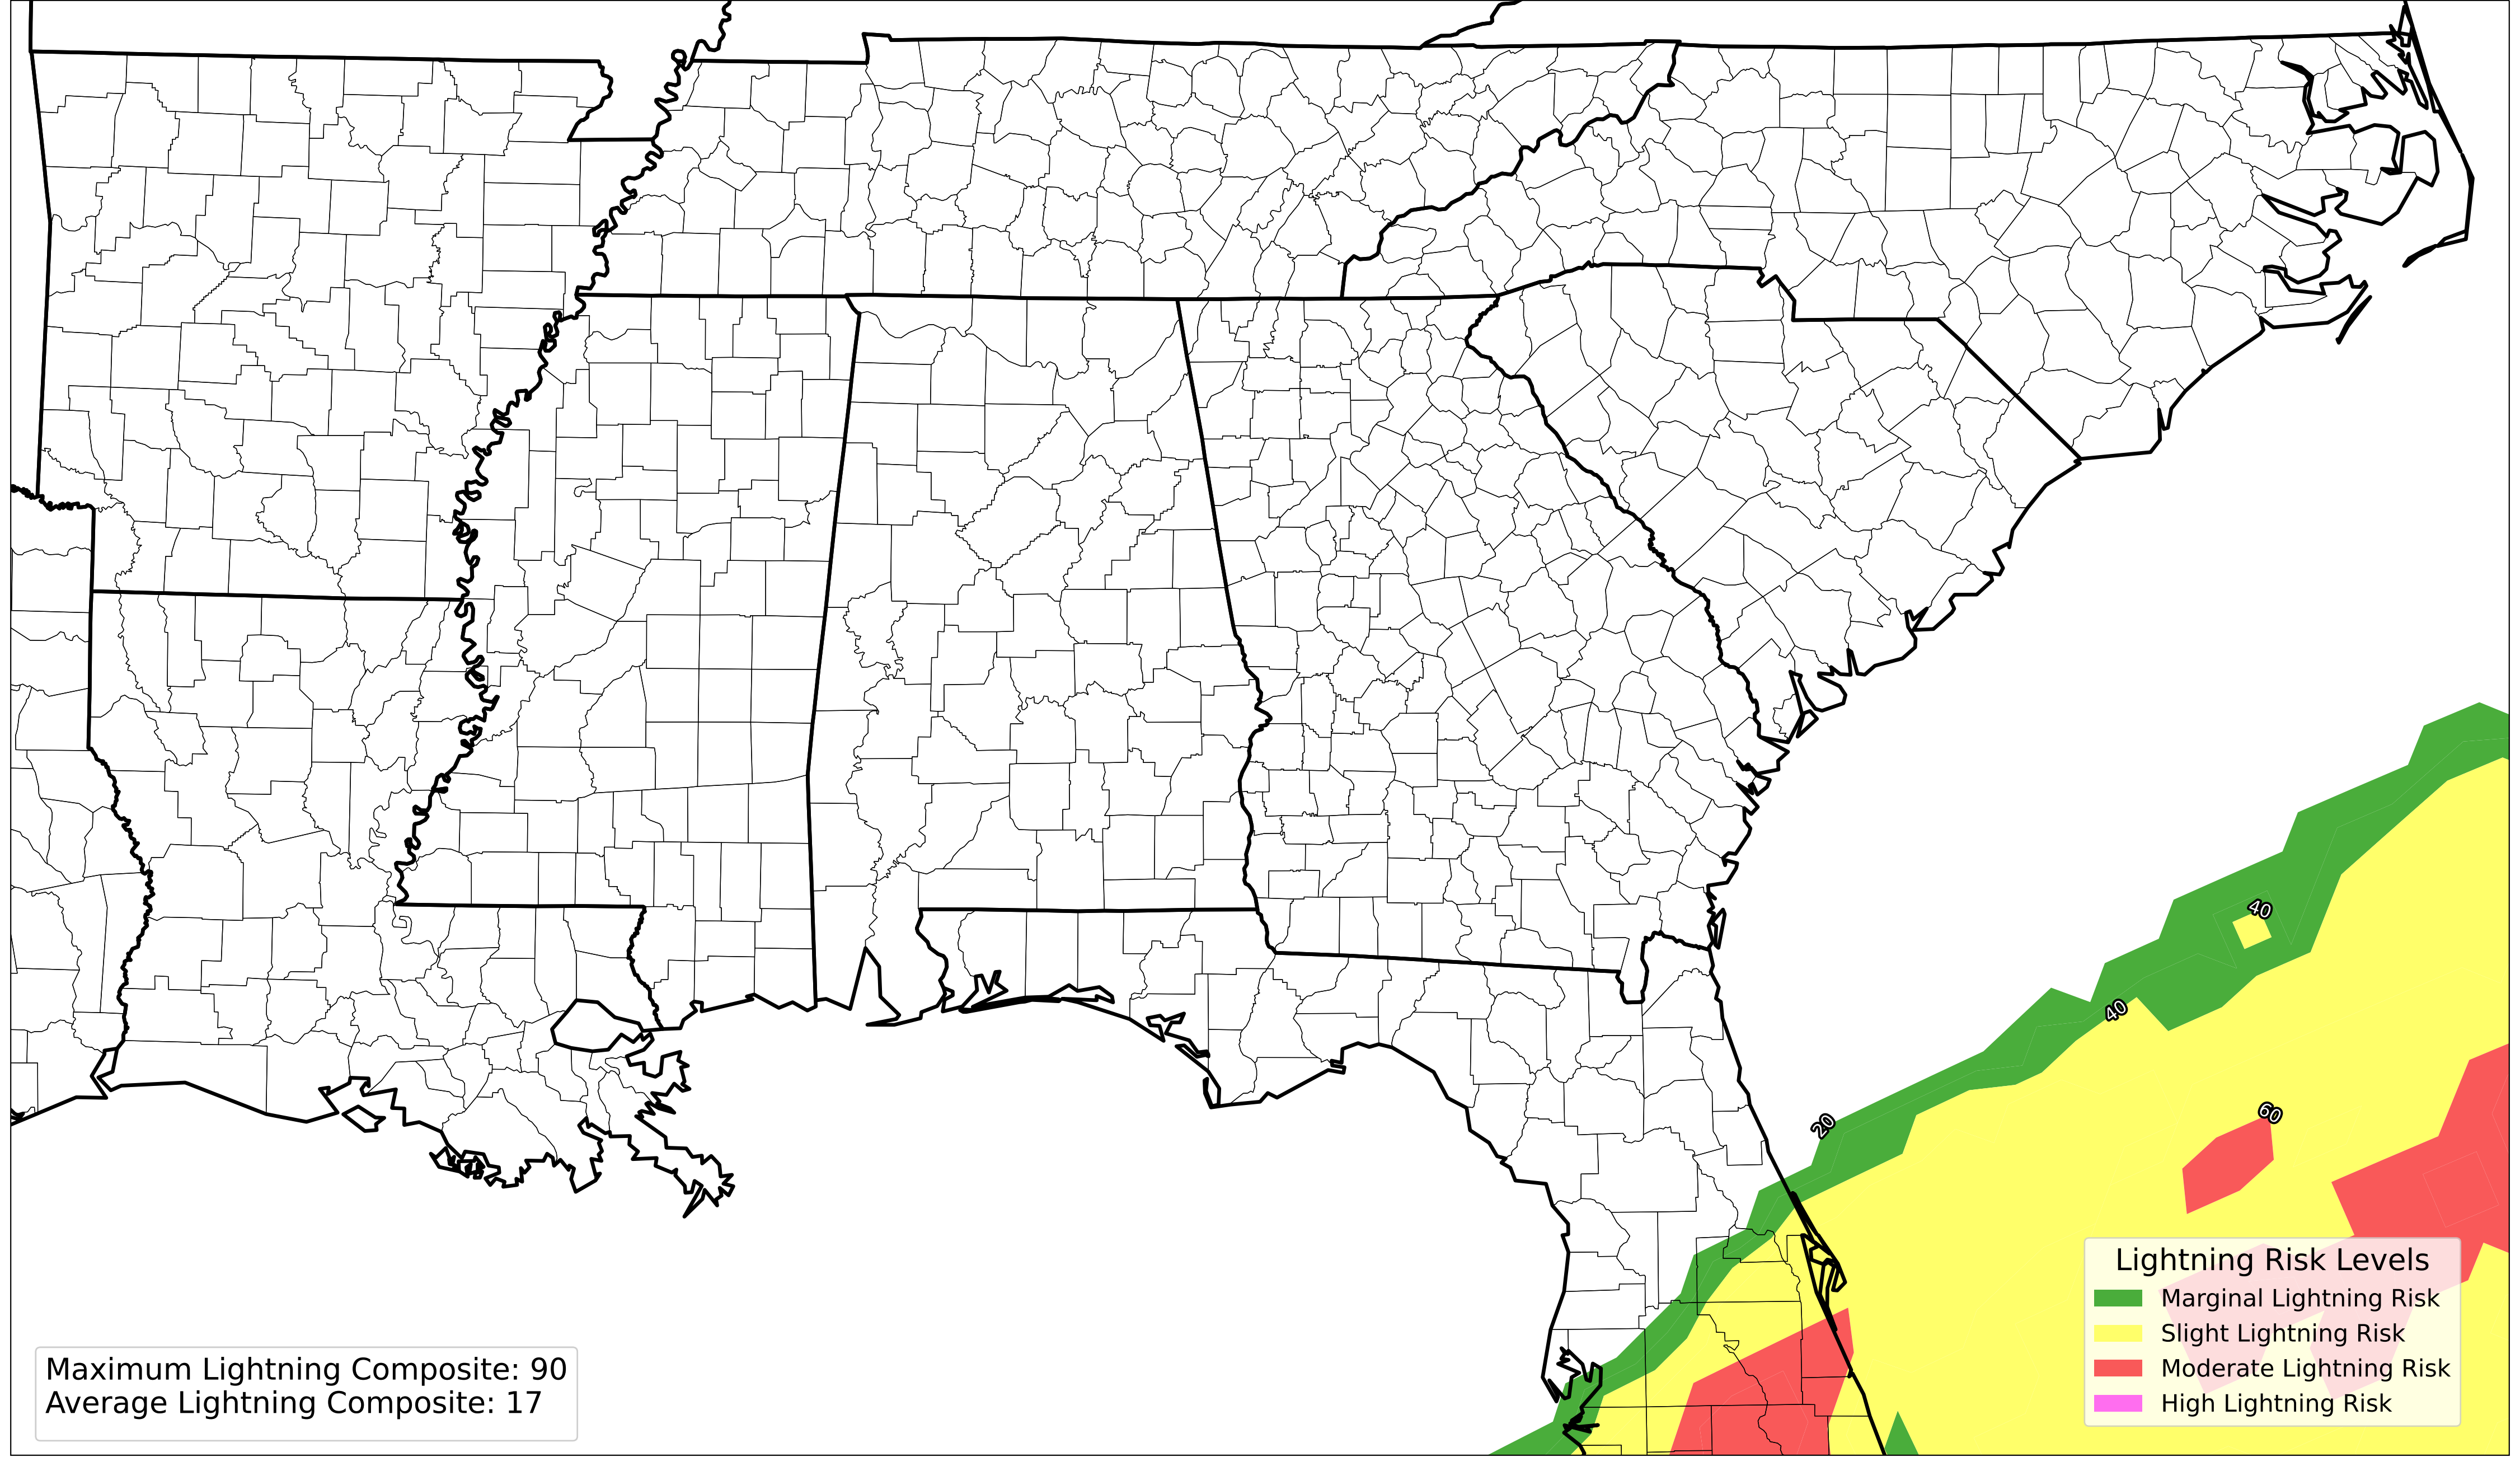 40
40
20
60
Lightning Risk Levels
Marginal Lightning Risk
Slight Lightning Risk
Moderate Lightning Risk
High Lightning Risk
Maximum Lightning Composite: 90
Average Lightning Composite: 17